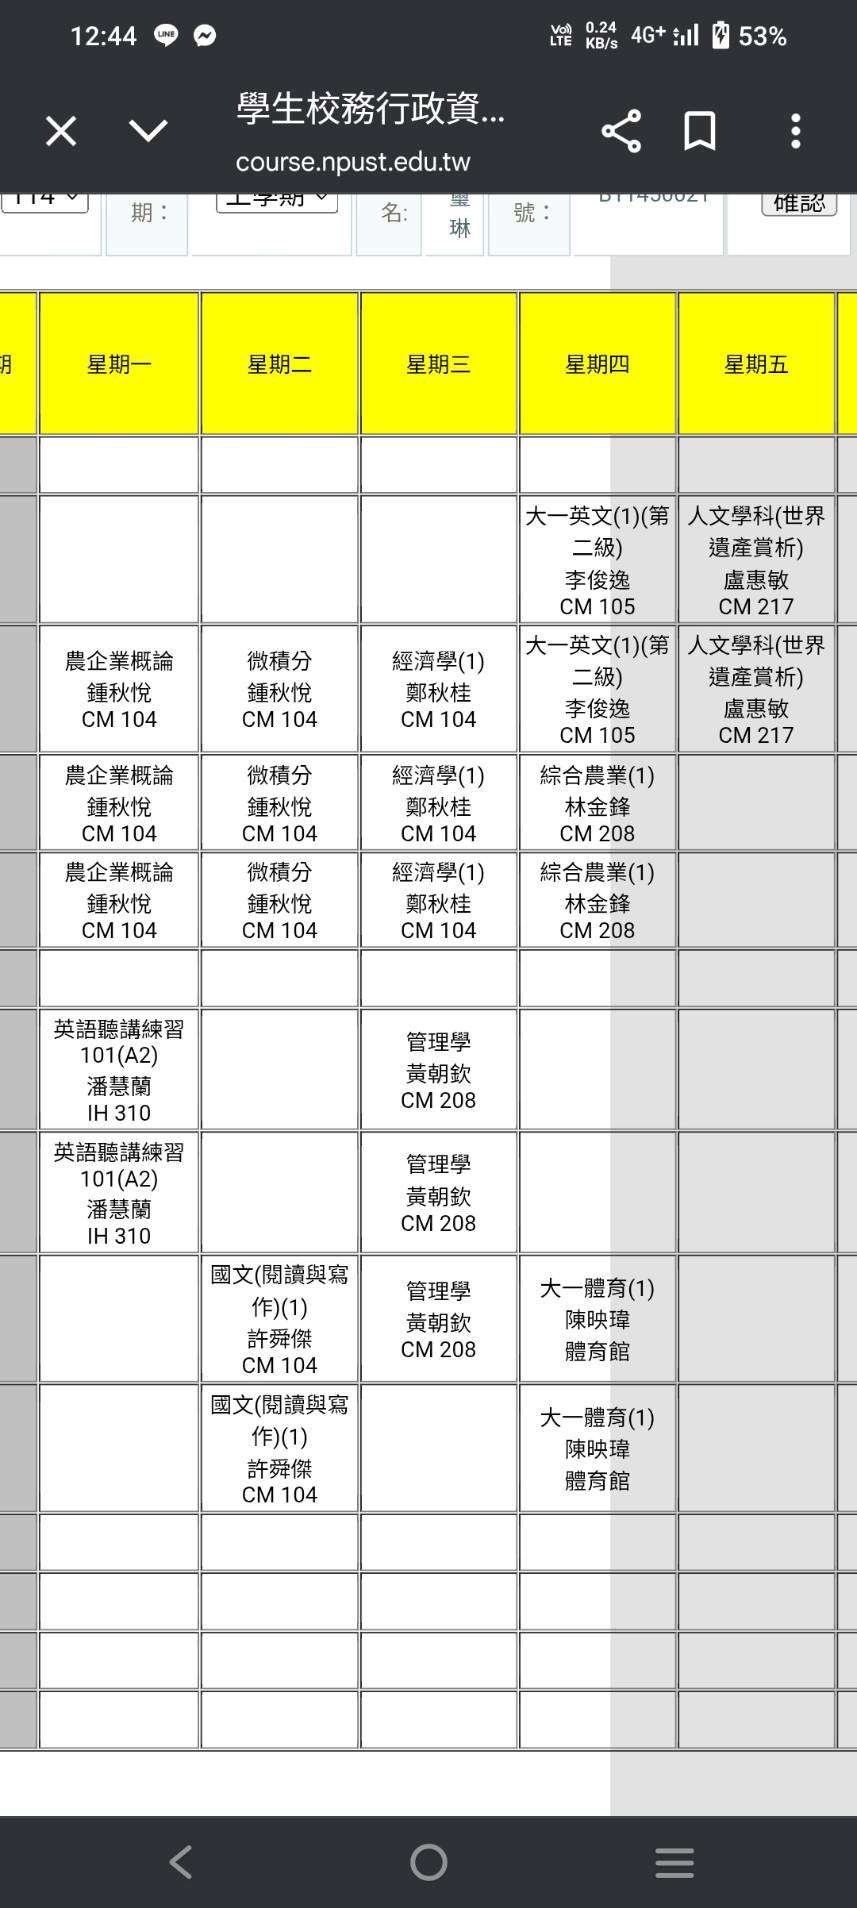 12:44 LINE Vo) LTE 0.24 KB/s 4G+ 53%
學生校務行政資...
course.npust.edu.tw
114 上學期 璽 確認
期： 名: 琳 號：
期 星期一 星期二 星期三 星期四 星期五
大一英文(1)(第 人文學科(世界
二級) 遺產賞析)
李俊逸 盧惠敏
CM 105 CM 217
農企業概論 微積分 經濟學(1) 大一英文(1)(第 人文學科(世界
二級) 遺產賞析)
鍾秋悅 鍾秋悅 鄭秋桂 李俊逸 盧惠敏
CM 104 CM 104 CM 104 CM 105 CM 217
農企業概論 微積分 經濟學(1) 綜合農業(1)
鍾秋悅 鍾秋悅 鄭秋桂 林金鋒
CM 104 CM 104 CM 104 CM 208
農企業概論 微積分 經濟學(1) 綜合農業(1)
鍾秋悅 鍾秋悅 鄭秋桂 林金鋒
CM 104 CM 104 CM 104 CM 208
英語聽講練習 管理學
101(A2)
潘慧蘭 黃朝欽
IH 310 CM 208
英語聽講練習 管理學
101(A2)
潘慧蘭 黃朝欽
IH 310 CM 208
國文(閱讀與寫 管理學 大一體育(1)
作)(1)
許舜傑 黃朝欽 陳映瑋
CM 104 CM 208 體育館
國文(閱讀與寫 大一體育(1)
作)(1)
許舜傑 陳映瑋
CM 104 體育館